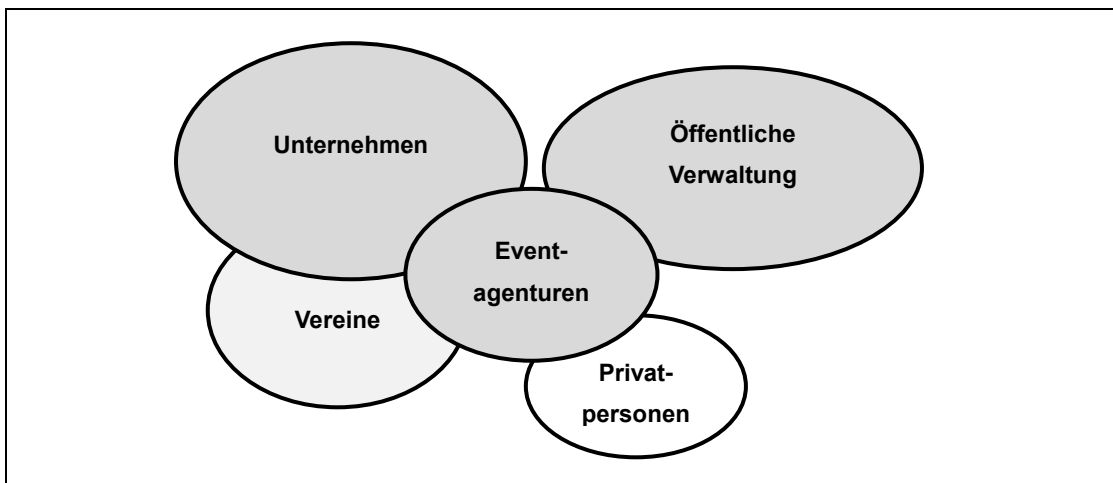 Unternehmen
Öffentliche
Verwaltung
Event-
agenturen
Vereine
Privat-
personen